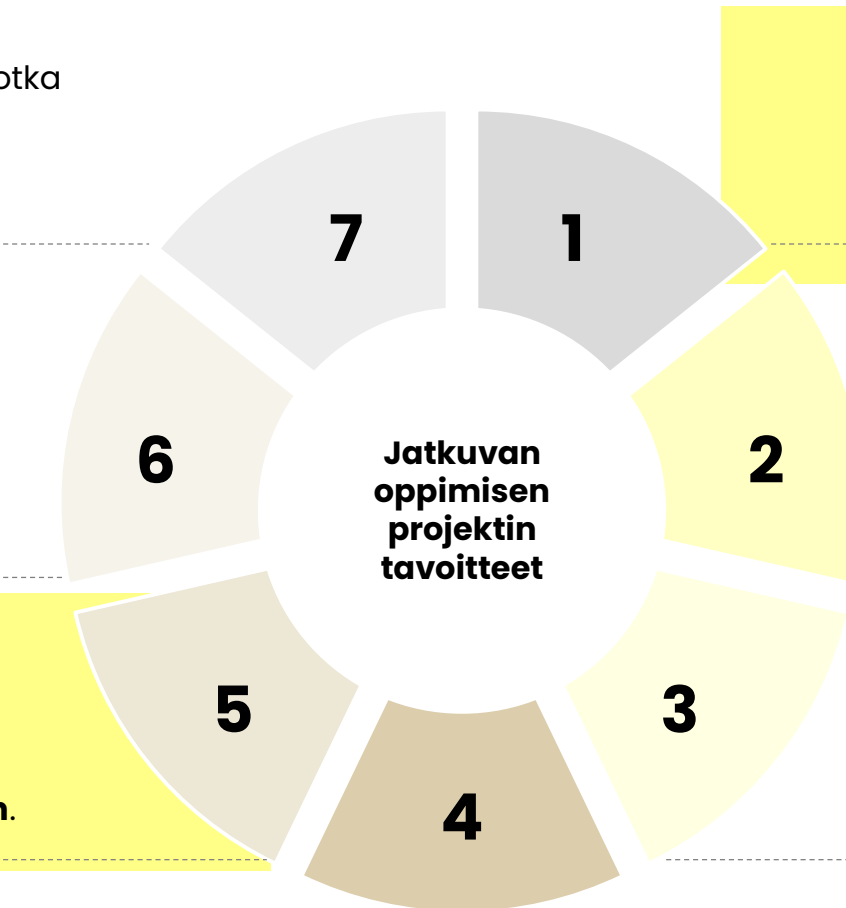 otka
7
1
6
2
Jatkuvan
oppimisen
projektin
tavoitteet
5
3
4
n.